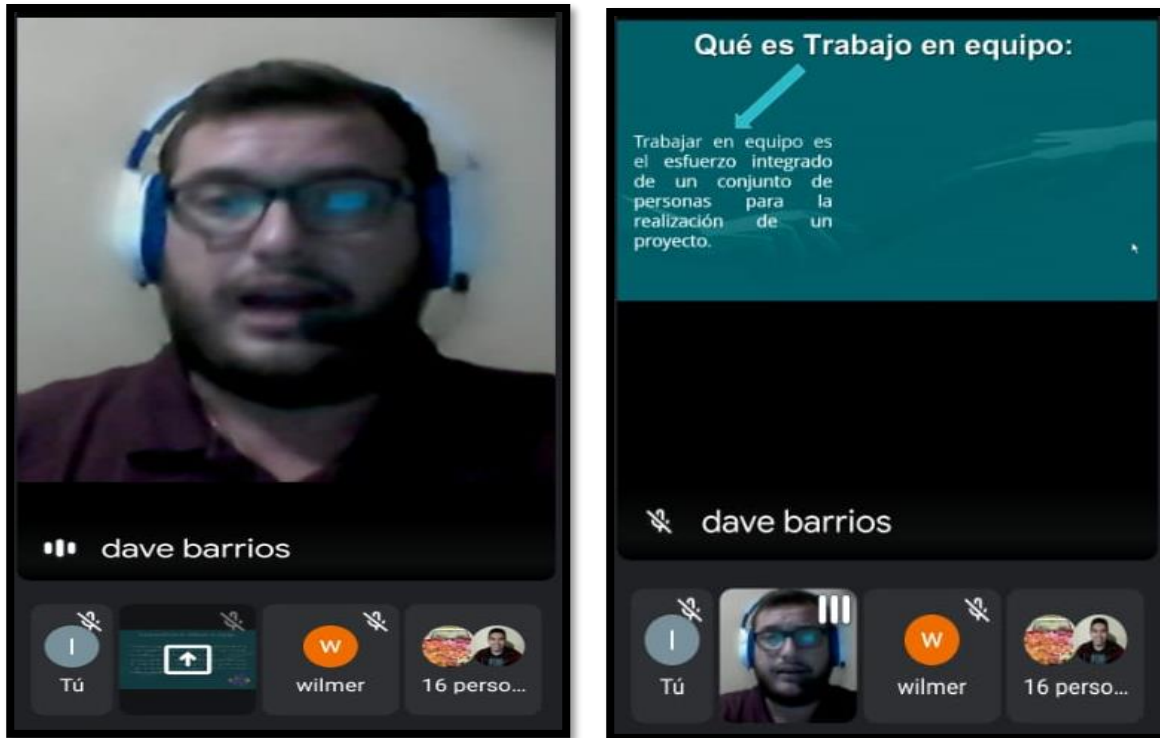 dave barrios
I
Tú
W
wilmer
16 perso...
Qué es Trabajo en equipo:
Trabajar en equipo es
el esfuerzo integrado
de un conjunto de
personas para la
realización de un
proyecto.
dave barrios
I
Tú
W
wilmer
16 perso...